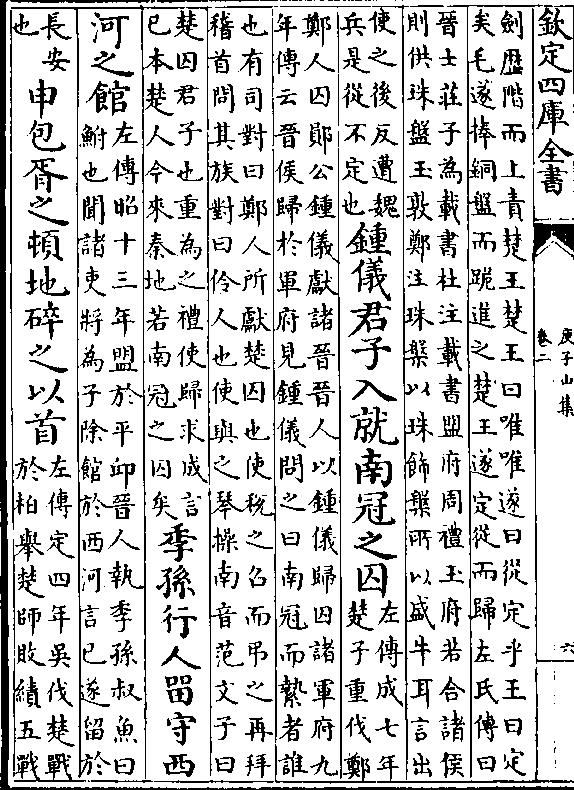 欽定四庫全書
庾子山集
卷二
六
劍歷階而上責楚王楚王曰唯唯遂曰從定乎王曰定
矣毛遂捧銅盤而跪進之楚王遂定從而歸左氏傳曰
晉士莊子為載書杜注載書盟府周禮玉府若合諸侯
則供珠盤玉敦鄭注珠槃以珠飾槃所以盛牛耳言出
使之後反遭魏
兵是從不定也
鍾儀君子入就南冠之囚
左傳成七年
楚子重伐鄭
鄭人囚鄖公鍾儀獻諸晉晉人以鍾儀歸囚諸軍府九
年傳云晉侯歸於軍府見鍾儀問之曰南冠而縶者誰
也有司對曰鄭人所獻楚囚也使稅之召而弔之再拜
稽首問其族對曰伶人也使與之琴操南音范文子曰
楚囚君子也重為之禮使歸求成言
已本楚人今來秦地若南冠之囚矣
季孫行人留守西
河之館
左傳昭十三年盟於平邱晉人執季孫叔魚曰
鮒也聞諸吏將為子除館於西河言已遂留於
長安
也
申包胥之頓地碎之以首
左傳定四年吳伐楚戰
於柏舉楚師敗績五戰